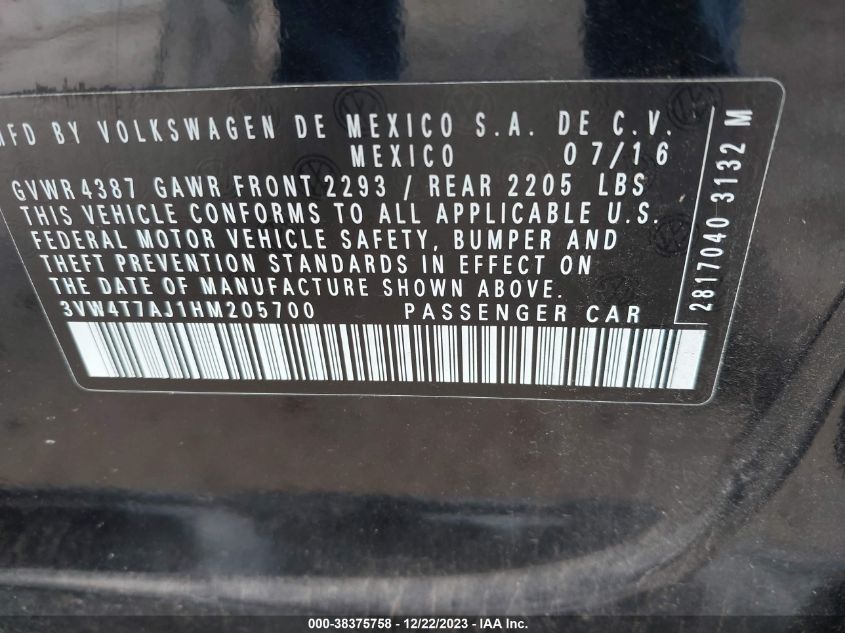 MFD BY VOLKSWAGEN DE MEXICO S.A. DE C.V.
MEXICO 07/16
GVWR 4387 GAWR FRONT 2293 / REAR 2205 LBS
THIS VEHICLE CONFORMS TO ALL APPLICABLE U.S.
FEDERAL MOTOR VEHICLE SAFETY, BUMPER AND
THEFT PREVENTION STANDARDS IN EFFECT ON
THE DATE OF MANUFACTURE SHOWN ABOVE.
3VW4T7AJ1HM205700 PASSENGER CAR
2817040 3132 M
000-38375758 - 12/22/2023 - IAA Inc.